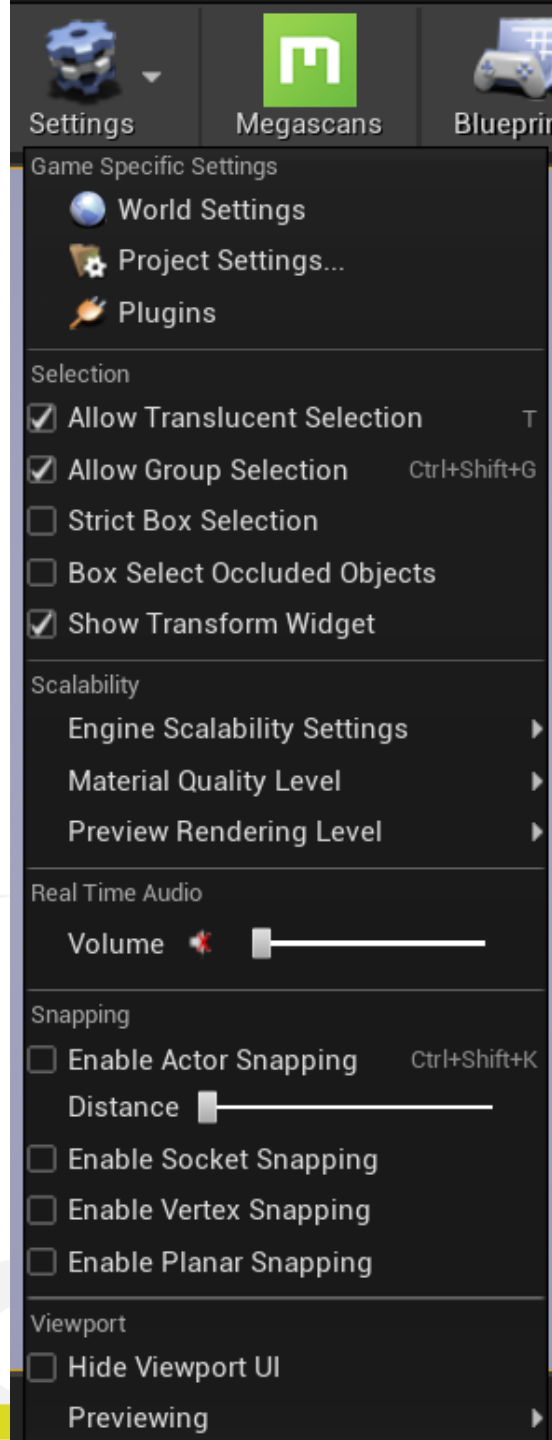 Settings
Megascans
Game Specific Settings
World Settings
Project Settings...
Plugins
Selection
Allow Translucent Selection T
Allow Group Selection Ctrl+Shift+G
Strict Box Selection
Box Select Occluded Objects
Show Transform Widget
Scalability
Engine Scalability Settings
Material Quality Level
Preview Rendering Level
Real Time Audio
Volume
Snapping
Enable Actor Snapping Ctrl+Shift+K
Distance
Enable Socket Snapping
Enable Vertex Snapping
Enable Planar Snapping
Viewport
Hide Viewport UI
Previewing